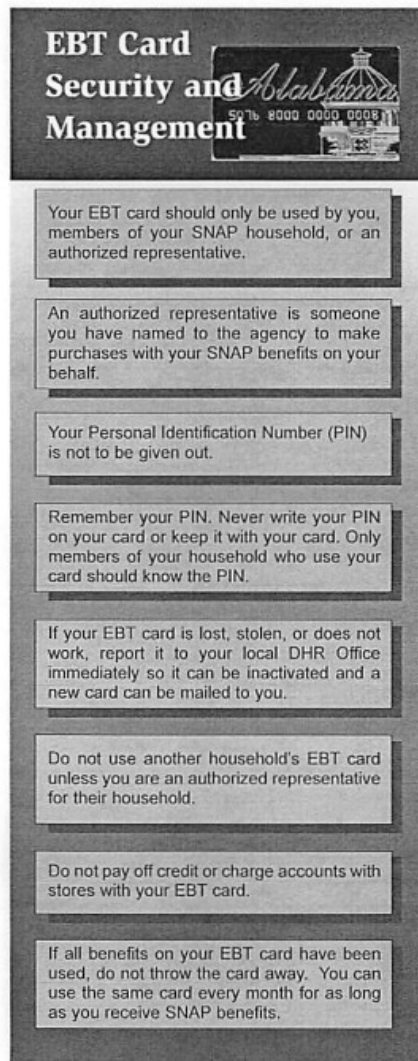 EBT Card
Security and
Management
Alabama
5076 8000 0000 8000
Your EBT card should only be used by you,
members of your SNAP household, or an
authorized representative.
An authorized representative is someone
you have named to the agency to make
purchases with your SNAP benefits on your
behalf.
Your Personal Identification Number (PIN)
is not to be given out.
Remember your PIN. Never write your PIN
on your card or keep it with your card. Only
members of your household who use your
card should know the PIN.
If your EBT card is lost, stolen, or does not
work, report it to your local DHR Office
immediately so it can be inactivated and a
new card can be mailed to you.
Do not use another household's EBT card
unless you are an authorized representative
for their household.
Do not pay off credit or charge accounts with
stores with your EBT card.
If all benefits on your EBT card have been
used, do not throw the card away. You can
use the same card every month for as long
as you receive SNAP benefits.